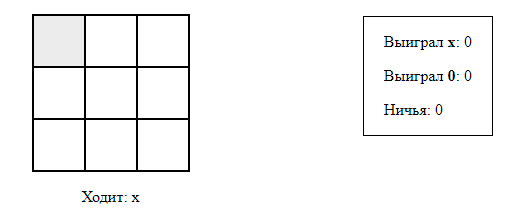 Выиграл x: 0
Выиграл 0: 0
Ничья: 0
Ходит: x